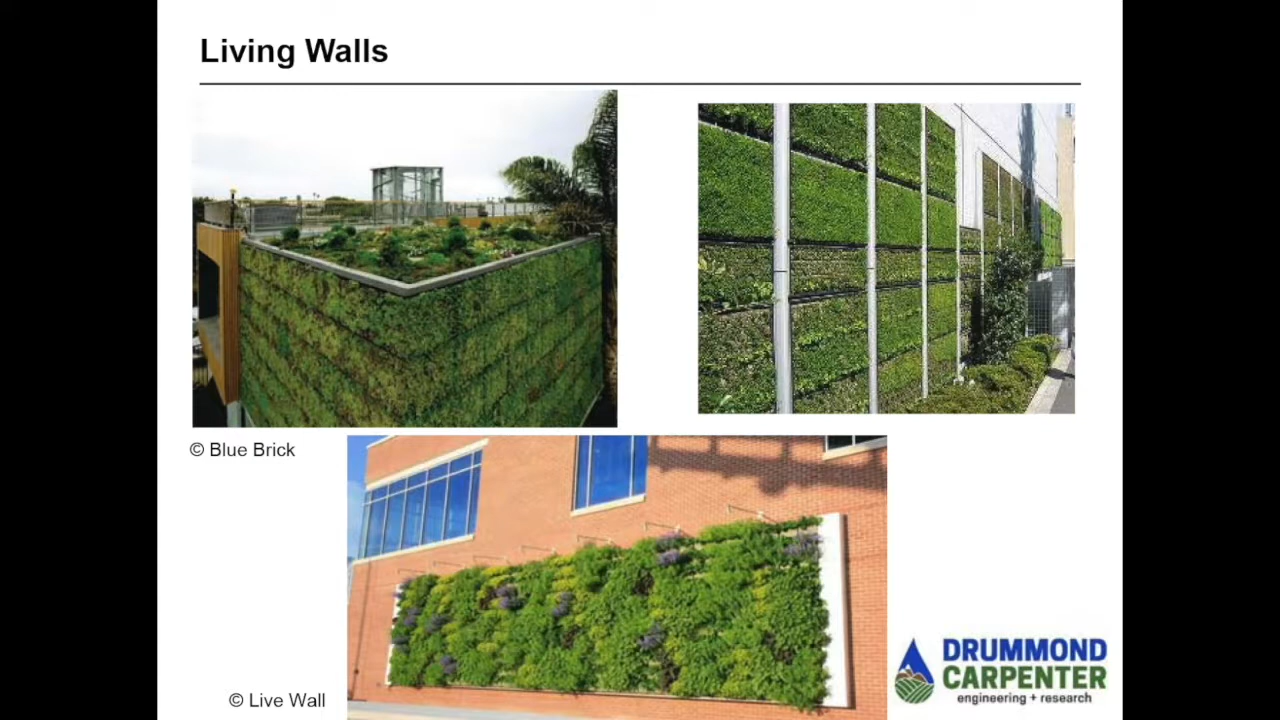 Living Walls
© Blue Brick
© Live Wall
DRUMMOND
CARPENTER
engineering + research